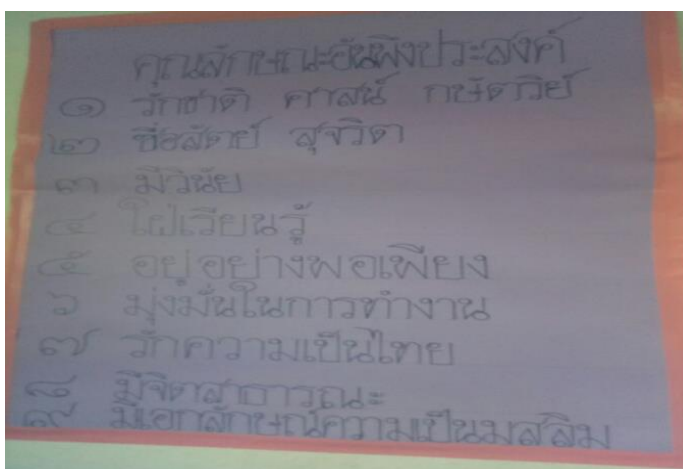 คุณลักษณะอันพึงประสงค์
๑ รักชาติ ศาสน์ กษัตริย์
๒ ซื่อสัตย์ สุจริต
๓ มีวินัย
๔ ใฝ่เรียนรู้
๕ อยู่อย่างพอเพียง
๖ มุ่งมั่นในการทำงาน
๗ รักความเป็นไทย
๘ มีจิตสาธารณะ
๙ มีเอกลักษณ์ความเป็นมุสลิม